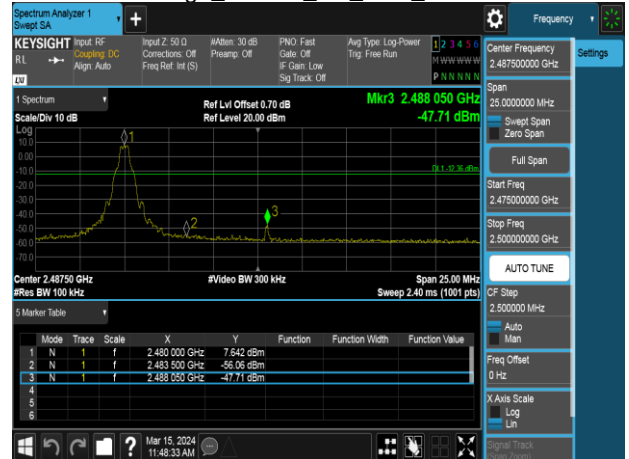 Spectrum Analyzer 1
Swept SA
Frequency
KEYSIGHT
RL
LXI
Input: RF
Coupling: DC
Align: Auto
Input Z: 50 Ω
Corrections: Off
Freq Ref: Int (S)
#Atten: 30 dB
Preamp: Off
PNO: Fast
Gate: Off
IF Gain: Low
Sig Track: Off
Avg Type: Log-Power
Trig: Free Run
1 2 3 4 5 6
M W W W W W
P N N N N N
Center Frequency
2.487500000 GHz
Settings
Span
25.0000000 MHz
Swept Span
Zero Span
Full Span
Start Freq
2.475000000 GHz
Stop Freq
2.500000000 GHz
AUTO TUNE
CF Step
2.500000 MHz
Auto
Man
Freq Offset
0 Hz
X Axis Scale
Log
Lin
Signal Track
(Span Zoom)
1 Spectrum
Scale/Div 10 dB
Ref Lvl Offset 0.70 dB
Ref Level 20.00 dBm
Mkr3 2.488 050 GHz
-47.71 dBm
Log
10.0
0.00
-10.0
-20.0
-30.0
-40.0
-50.0
-60.0
-70.0
1
2
3
DL1 -12.36 dBm
Center 2.48750 GHz
#Res BW 100 kHz
#Video BW 300 kHz
Span 25.00 MHz
Sweep 2.40 ms (1001 pts)
5 Marker Table
Mode Trace Scale X Y Function Function Width Function Value
1 N 1 f 2.480 000 GHz 7.642 dBm
2 N 1 f 2.483 500 GHz -56.06 dBm
3 N 1 f 2.488 050 GHz -47.71 dBm
4
5
6
?
Mar 15, 2024
11:48:33 AM